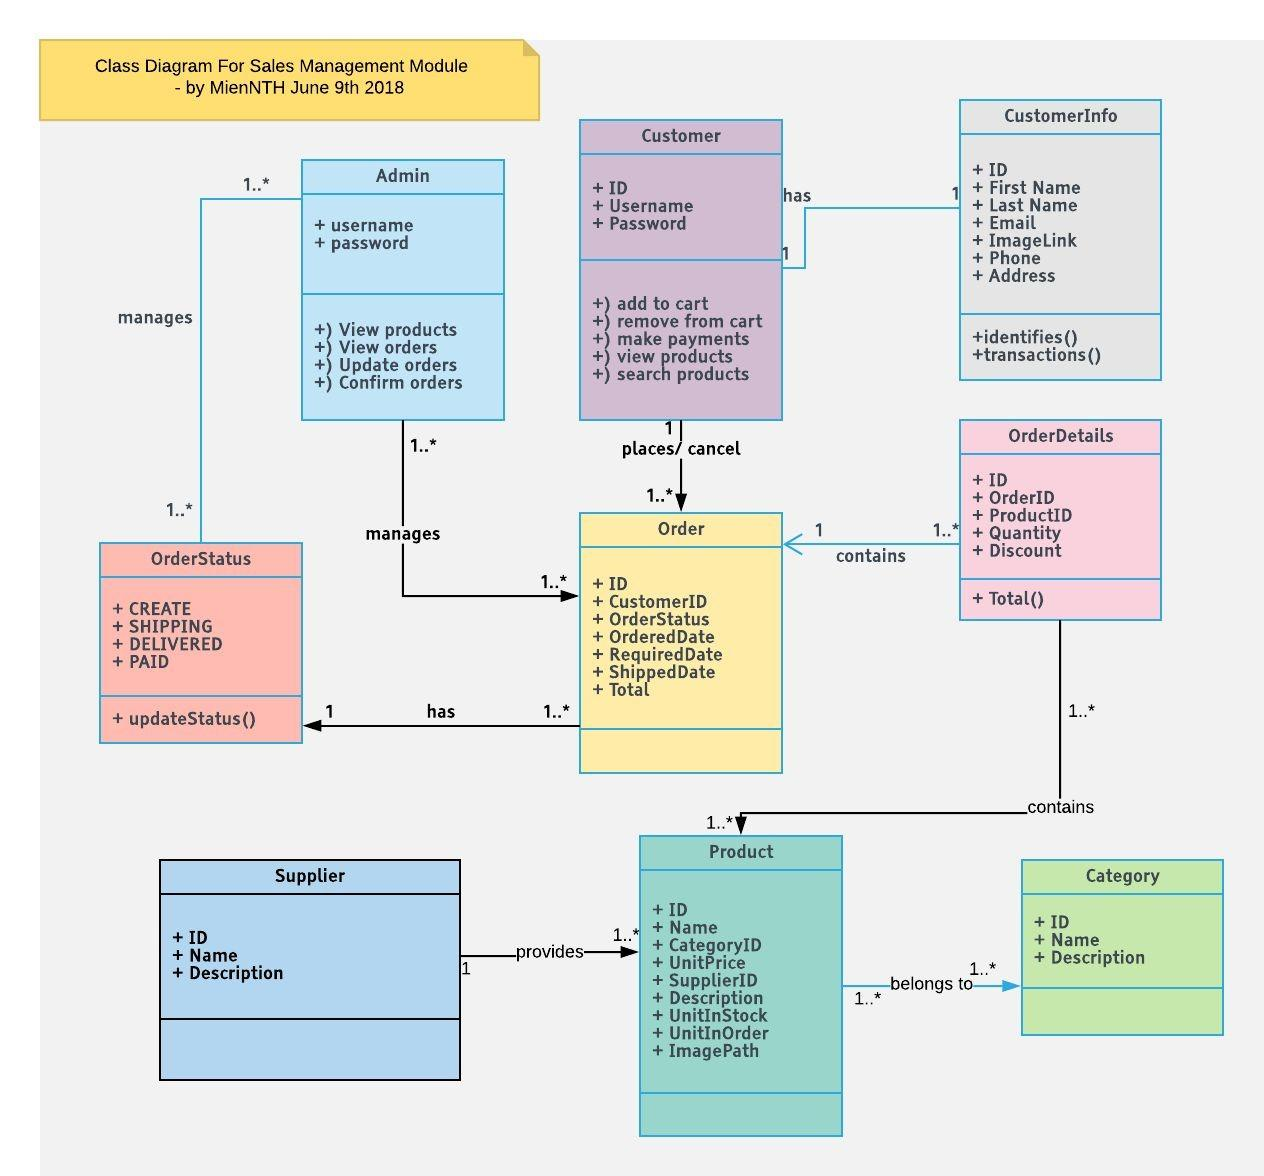 Class Diagram For Sales Management Module
- by MienNTH June 9th 2018
Admin
+ username
+ password
+) View products
+) View orders
+) Update orders
+) Confirm orders
Customer
+ ID
+ Username
+ Password
+) add to cart
+) remove from cart
+) make payments
+) view products
+) search products
has
1
1
CustomerInfo
+ ID
+ First Name
+ Last Name
+ Email
+ ImageLink
+ Phone
+ Address
+identifies()
+transactions()
1..*
manages
1..*
1..*
manages
1..*
1
places/ cancel
1..*
OrderStatus
+ CREATE
+ SHIPPING
+ DELIVERED
+ PAID
+ updateStatus()
1
has
1..*
Order
+ ID
+ CustomerID
+ OrderStatus
+ OrderedDate
+ RequiredDate
+ ShippedDate
+ Total
1
contains
1..*
OrderDetails
+ ID
+ OrderID
+ ProductID
+ Quantity
+ Discount
+ Total()
1..*
contains
1..*
Supplier
+ ID
+ Name
+ Description
1
provides
1..*
Product
+ ID
+ Name
+ CategoryID
+ UnitPrice
+ SupplierID
+ Description
+ UnitInStock
+ UnitInOrder
+ ImagePath
1..*
belongs to
1..*
Category
+ ID
+ Name
+ Description